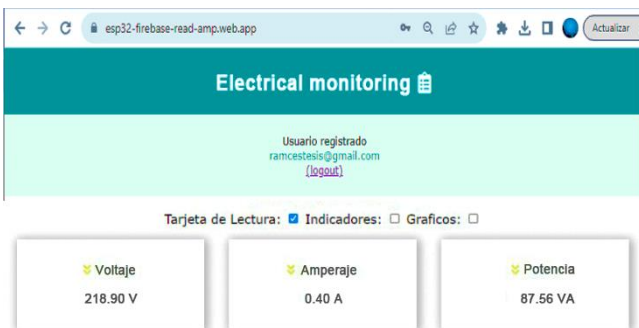 esp32-firebase-read-amp.web.app
Actualizar
Electrical monitoring
Usuario registrado
ramcestesis@gmail.com
(logout)
Tarjeta de Lectura: Indicadores: Graficos:
Voltaje Amperaje Potencia
218.90 V 0.40 A 87.56 VA